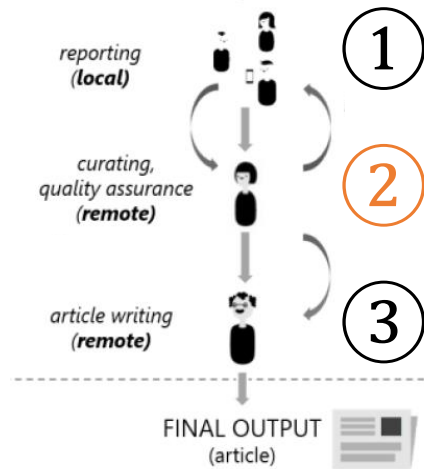 reporting
(local)
1
curating,
quality assurance
(remote)
2
article writing
(remote)
3
FINAL OUTPUT
(article)